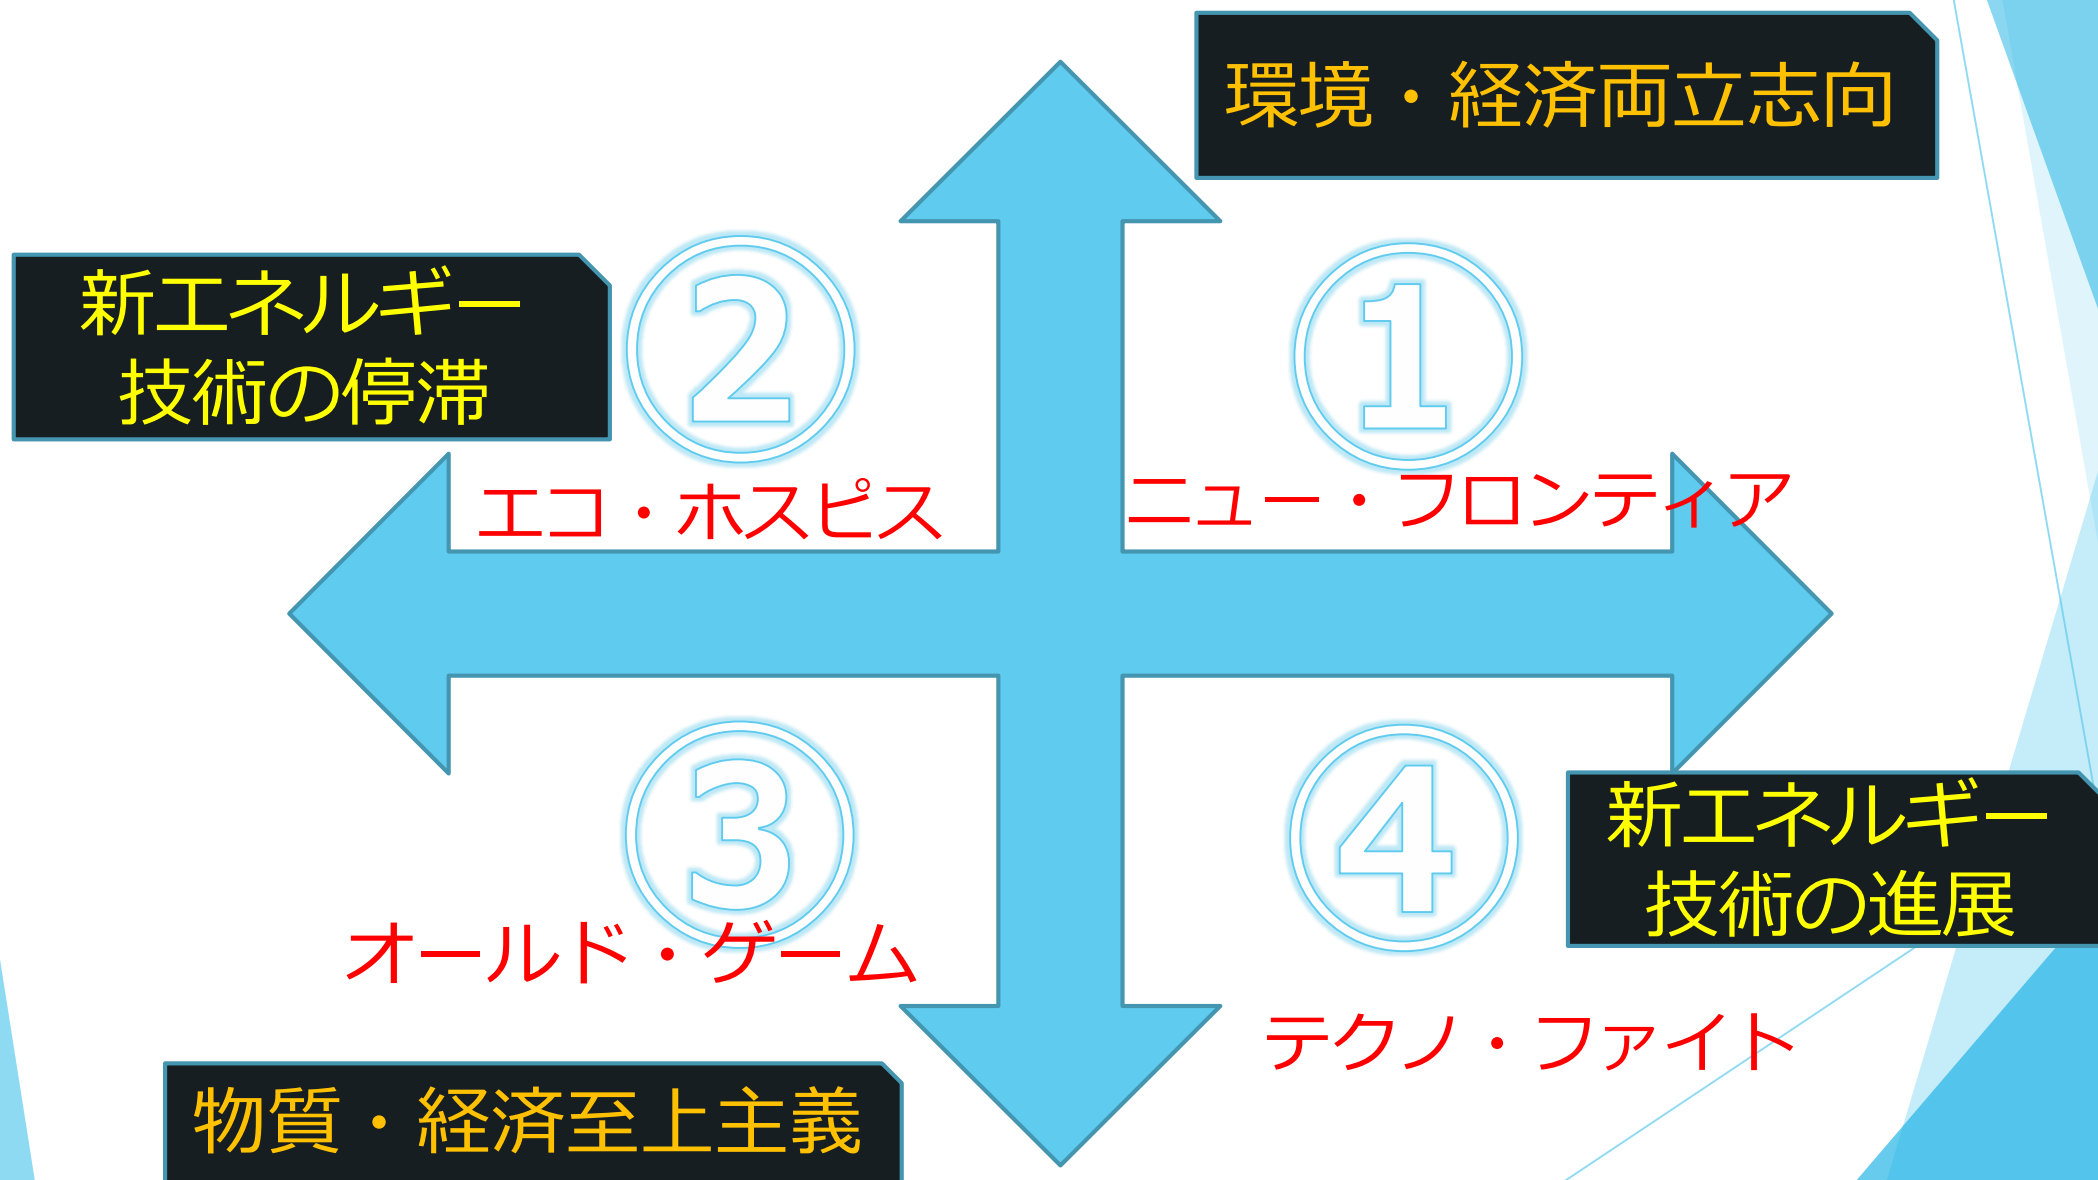 環境・経済両立志向
新エネルギー
技術の停滞
②
①
エコ・ホスピス
ニュー・フロンティア
③
④
新エネルギー
技術の進展
オールド・ゲーム
テクノ・ファイト
物質・経済至上主義